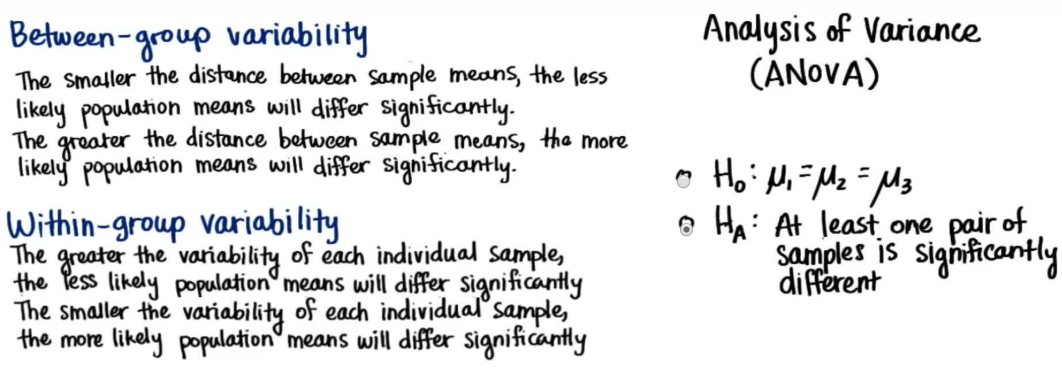 Between-group variability
The smaller the distance between sample means, the less
likely population means will differ significantly.
The greater the distance between sample means, the more
likely population means will differ significantly.
Within-group variability
The greater the variability of each individual sample,
the less likely population means will differ significantly
The smaller the variability of each individual sample,
the more likely population means will differ significantly
Analysis of Variance
(ANOVA)
H₀: μ₁=μ₂=μ₃
H_A: At least one pair of
samples is significantly
different